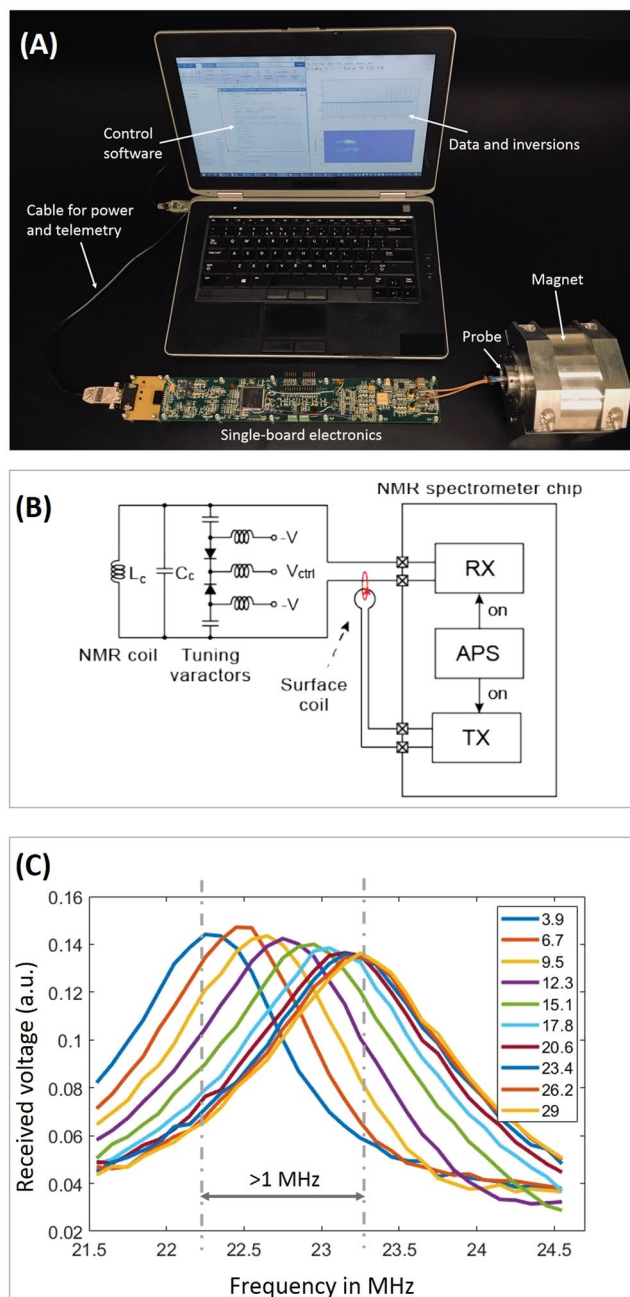 (A)
Control
software
Data and inversions
Cable for power
and telemetry
Magnet
Probe
Single-board electronics
(B)
NMR spectrometer chip
-V
Vctrl
-V
Lc
Cc
RX
on
APS
on
TX
NMR coil
Tuning
varactors
Surface
coil
(C)
Received voltage (a.u.)
0.16
0.14
0.12
0.1
0.08
0.06
0.04
0.02
3.9
6.7
9.5
12.3
15.1
17.8
20.6
23.4
26.2
29
>1 MHz
21.5 22 22.5 23 23.5 24 24.5
Frequency in MHz